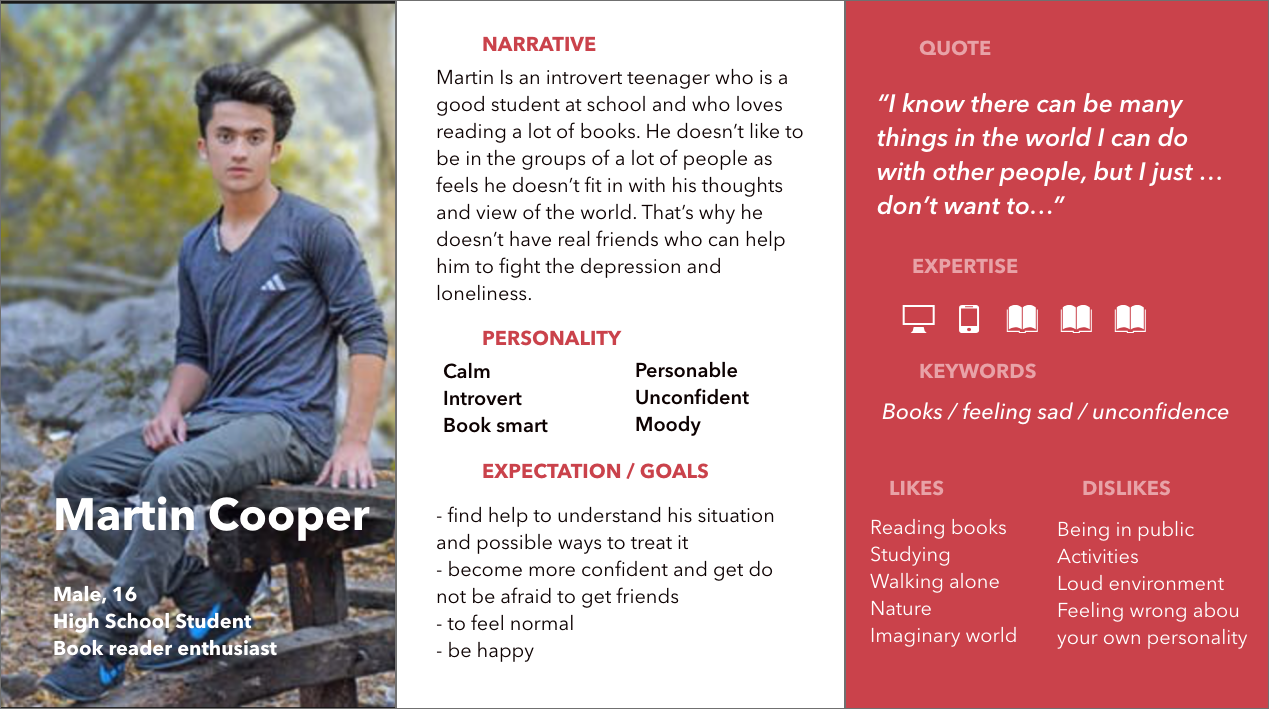 Martin Cooper
Male, 16
High School Student
Book reader enthusiast
NARRATIVE
Martin Is an introvert teenager who is a
good student at school and who loves
reading a lot of books. He doesn’t like to
be in the groups of a lot of people as
feels he doesn’t fit in with his thoughts
and view of the world. That’s why he
doesn’t have real friends who can help
him to fight the depression and
loneliness.
PERSONALITY
Calm
Introvert
Book smart
Personable
Unconfident
Moody
EXPECTATION / GOALS
- find help to understand his situation
and possible ways to treat it
- become more confident and get do
not be afraid to get friends
- to feel normal
- be happy
QUOTE
“I know there can be many
things in the world I can do
with other people, but I just …
don’t want to…”
EXPERTISE
KEYWORDS
Books / feeling sad / unconfidence
LIKES
Reading books
Studying
Walking alone
Nature
Imaginary world
DISLIKES
Being in public
Activities
Loud environment
Feeling wrong abou
your own personality